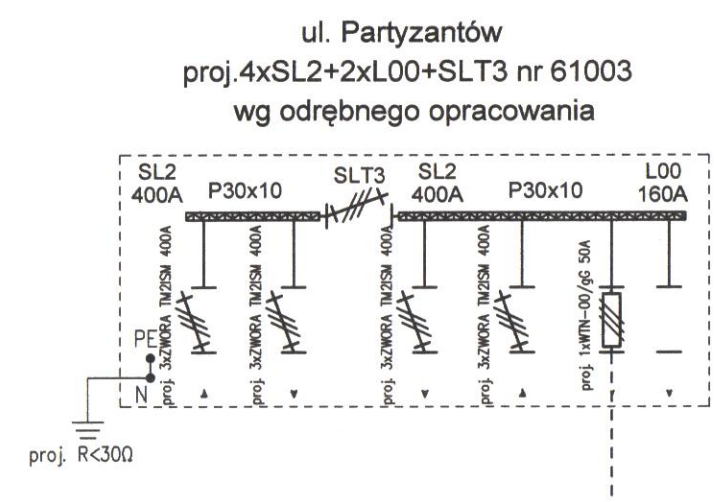 ul. Partyzantów
proj.4xSL2+2xL00+SLT3 nr 61003
wg odrębnego opracowania
SL2
400A
P30x10
SLT3
SL2
400A
P30x10
L00
160A
proj. 3xZWORA TM2ISM 400A
proj. 3xZWORA TM2ISM 400A
proj. 3xZWORA TM2ISM 400A
proj. 3xZWORA TM2ISM 400A
proj. 1xWTN-00/gG 50A
PE
N
proj. R<30Ω